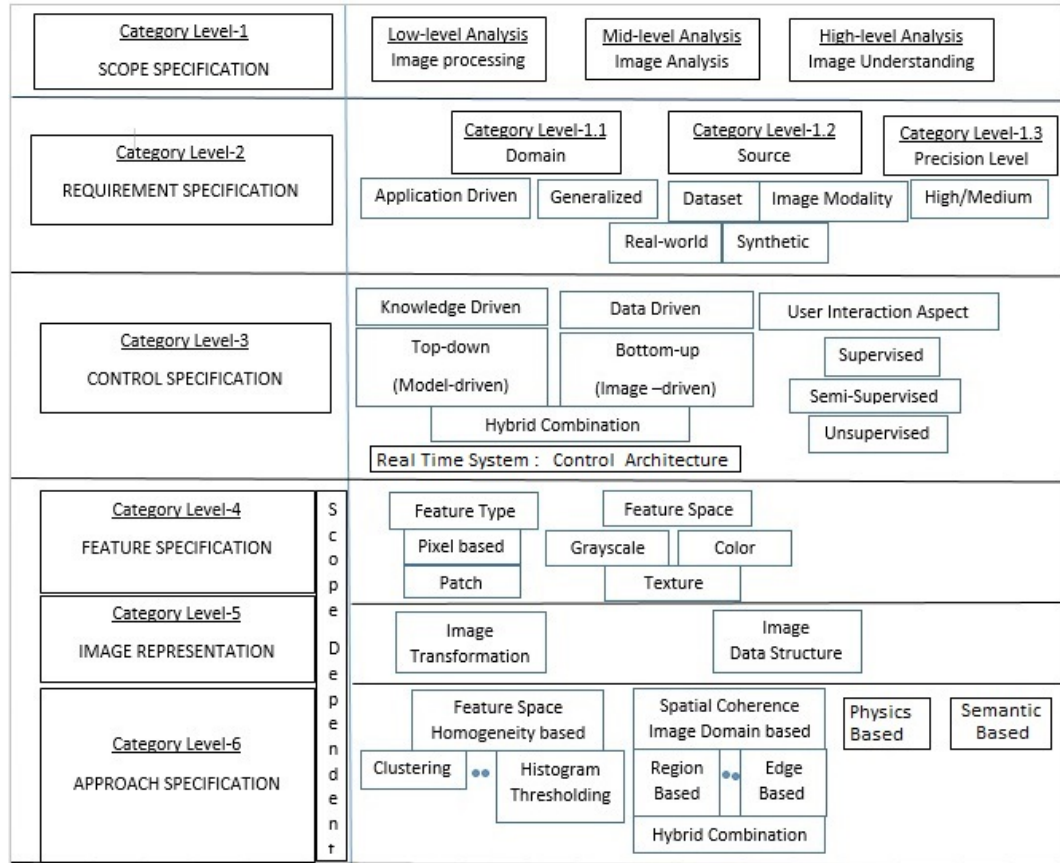 Category Level-1
SCOPE SPECIFICATION
Low-level Analysis
Image processing
Mid-level Analysis
Image Analysis
High-level Analysis
Image Understanding
Category Level-2
REQUIREMENT SPECIFICATION
Category Level-1.1
Domain
Category Level-1.2
Source
Category Level-1.3
Precision Level
Application Driven
Generalized
Dataset
Image Modality
High/Medium
Real-world
Synthetic
Category Level-3
CONTROL SPECIFICATION
Knowledge Driven
Data Driven
User Interaction Aspect
Top-down
(Model-driven)
Bottom-up
(Image –driven)
Supervised
Semi-Supervised
Unsupervised
Hybrid Combination
Real Time System : Control Architecture
Category Level-4
FEATURE SPECIFICATION
Scope Dependent
Feature Type
Pixel based
Patch
Feature Space
Grayscale
Color
Texture
Category Level-5
IMAGE REPRESENTATION
Image
Transformation
Image
Data Structure
Category Level-6
APPROACH SPECIFICATION
Feature Space
Homogeneity based
Clustering
Histogram
Thresholding
Spatial Coherence
Image Domain based
Region
Based
Edge
Based
Hybrid Combination
Physics
Based
Semantic
Based